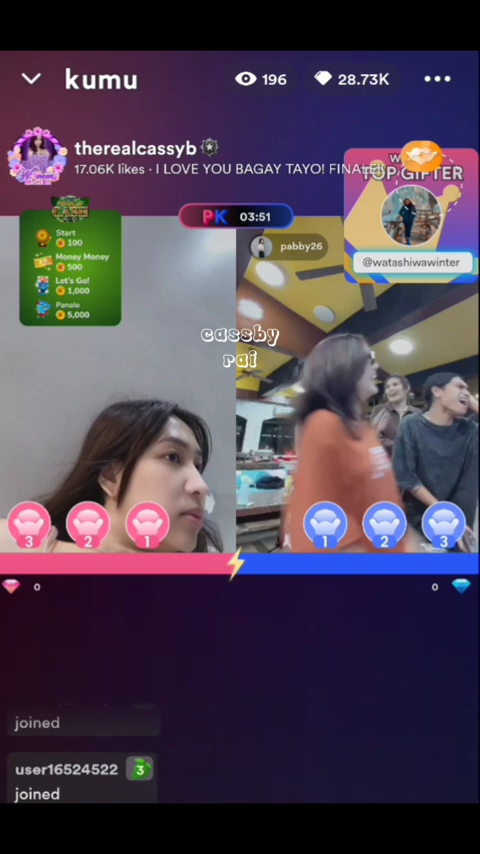 kumu
196
28.73K
therealcassyb
17.06K likes · I LOVE YOU BAGAY TAYO! FINALE!!
TOP GIFTER
@watashiwawinter
PK 03:51
pabby26
Start
100
Money Money
500
Let's Go!
1,000
Panalo
5,000
cassby
rai
3 2 1
1 2 3
0
0
joined
user16524522 3
joined